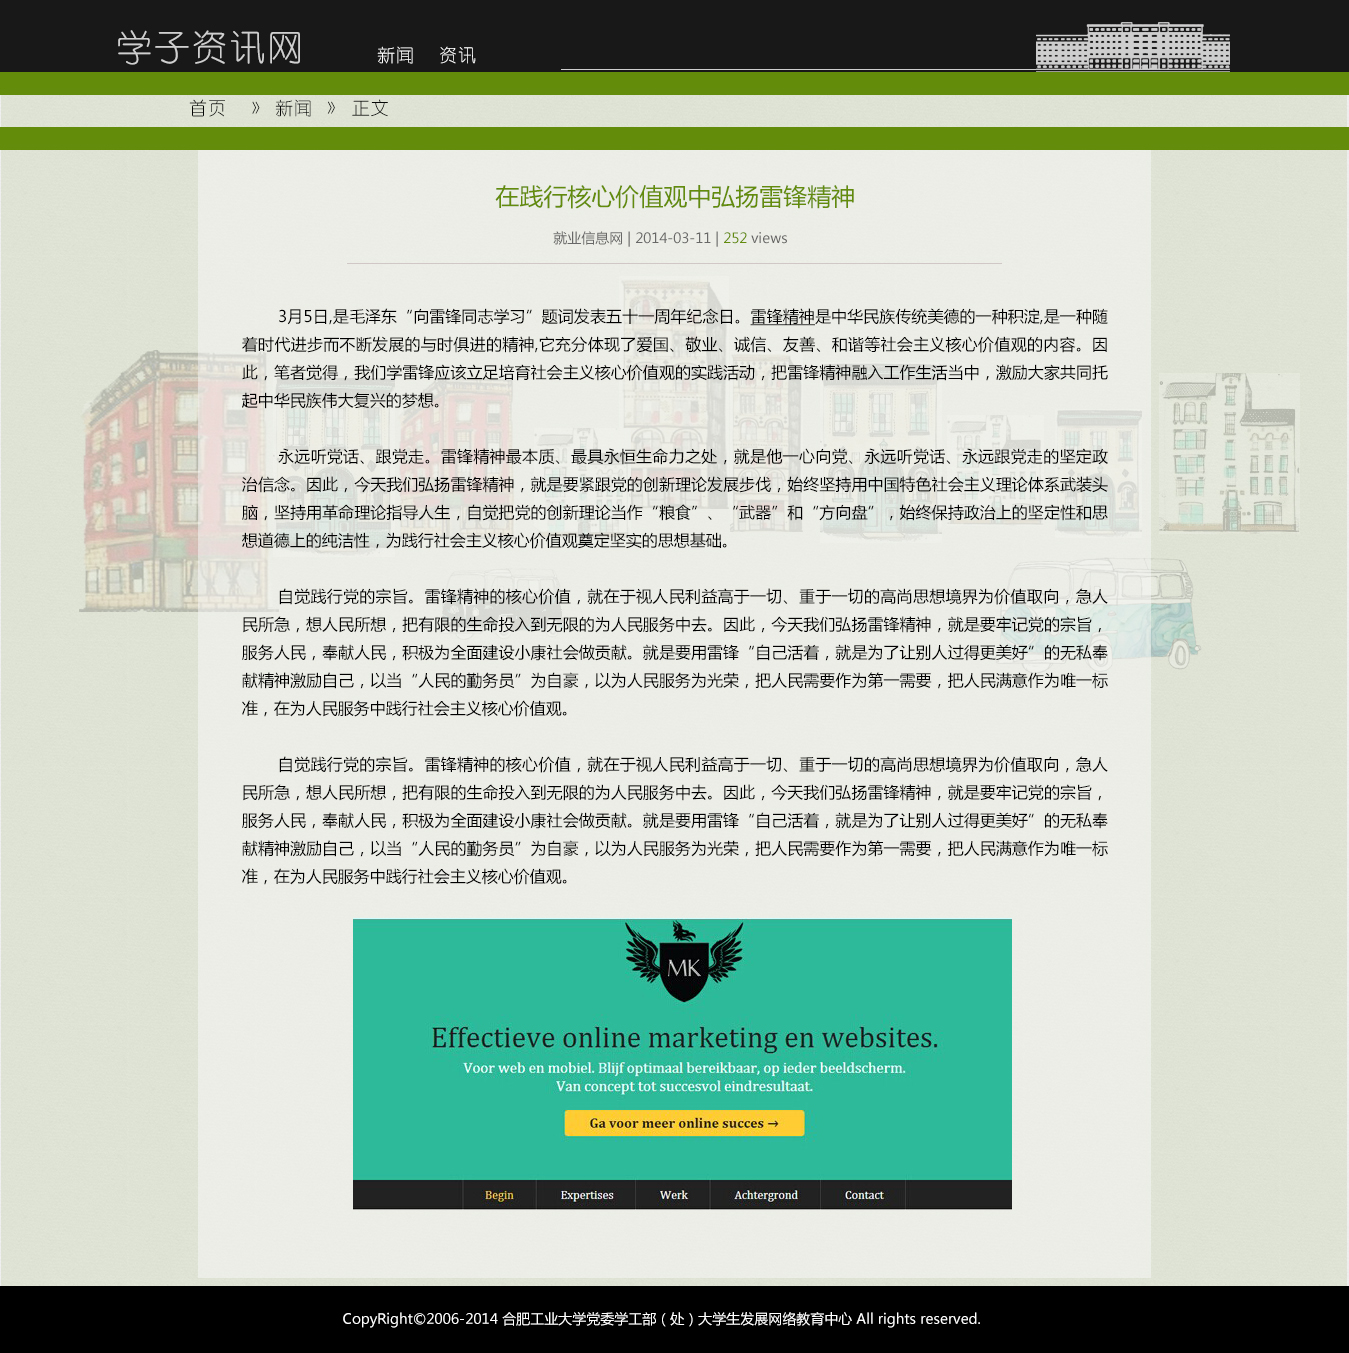 学子资讯网
新闻 资讯
首页 》 新闻 》 正文
在践行核心价值观中弘扬雷锋精神
就业信息网 | 2014-03-11 | 252 views
3月5日,是毛泽东“向雷锋同志学习”题词发表五十一周年纪念日。雷锋精神是中华民族传统美德的一种积淀,是一种随
着时代进步而不断发展的与时俱进的精神,它充分体现了爱国、敬业、诚信、友善、和谐等社会主义核心价值观的内容。因
此，笔者觉得，我们学雷锋应该立足培育社会主义核心价值观的实践活动，把雷锋精神融入工作生活当中，激励大家共同托
起中华民族伟大复兴的梦想。
永远听党话、跟党走。雷锋精神最本质、最具永恒生命力之处，就是他一心向党、永远听党话、永远跟党走的坚定政
治信念。因此，今天我们弘扬雷锋精神，就是要紧跟党的创新理论发展步伐，始终坚持用中国特色社会主义理论体系武装头
脑，坚持用革命理论指导人生，自觉把党的创新理论当作“粮食”、“武器”和“方向盘”，始终保持政治上的坚定性和思
想道德上的纯洁性，为践行社会主义核心价值观奠定坚实的思想基础。
自觉践行党的宗旨。雷锋精神的核心价值，就在于视人民利益高于一切、重于一切的高尚思想境界为价值取向，急人
民所急，想人民所想，把有限的生命投入到无限的为人民服务中去。因此，今天我们弘扬雷锋精神，就是要牢记党的宗旨，
服务人民，奉献人民，积极为全面建设小康社会做贡献。就是要用雷锋“自己活着，就是为了让别人过得更美好”的无私奉
献精神激励自己，以当“人民的勤务员”为自豪，以为人民服务为光荣，把人民需要作为第一需要，把人民满意作为唯一标
准，在为人民服务中践行社会主义核心价值观。
自觉践行党的宗旨。雷锋精神的核心价值，就在于视人民利益高于一切、重于一切的高尚思想境界为价值取向，急人
民所急，想人民所想，把有限的生命投入到无限的为人民服务中去。因此，今天我们弘扬雷锋精神，就是要牢记党的宗旨，
服务人民，奉献人民，积极为全面建设小康社会做贡献。就是要用雷锋“自己活着，就是为了让别人过得更美好”的无私奉
献精神激励自己，以当“人民的勤务员”为自豪，以为人民服务为光荣，把人民需要作为第一需要，把人民满意作为唯一标
准，在为人民服务中践行社会主义核心价值观。
MK
Effectieve online marketing en websites.
Voor web en mobiel. Blijf optimaal bereikbaar, op ieder beeldscherm.
Van concept tot succesvol eindresultaat.
Ga voor meer online succes →
Begin Expertises Werk Achtergrond Contact
CopyRight©2006-2014 合肥工业大学党委学工部（处）大学生发展网络教育中心 All rights reserved.